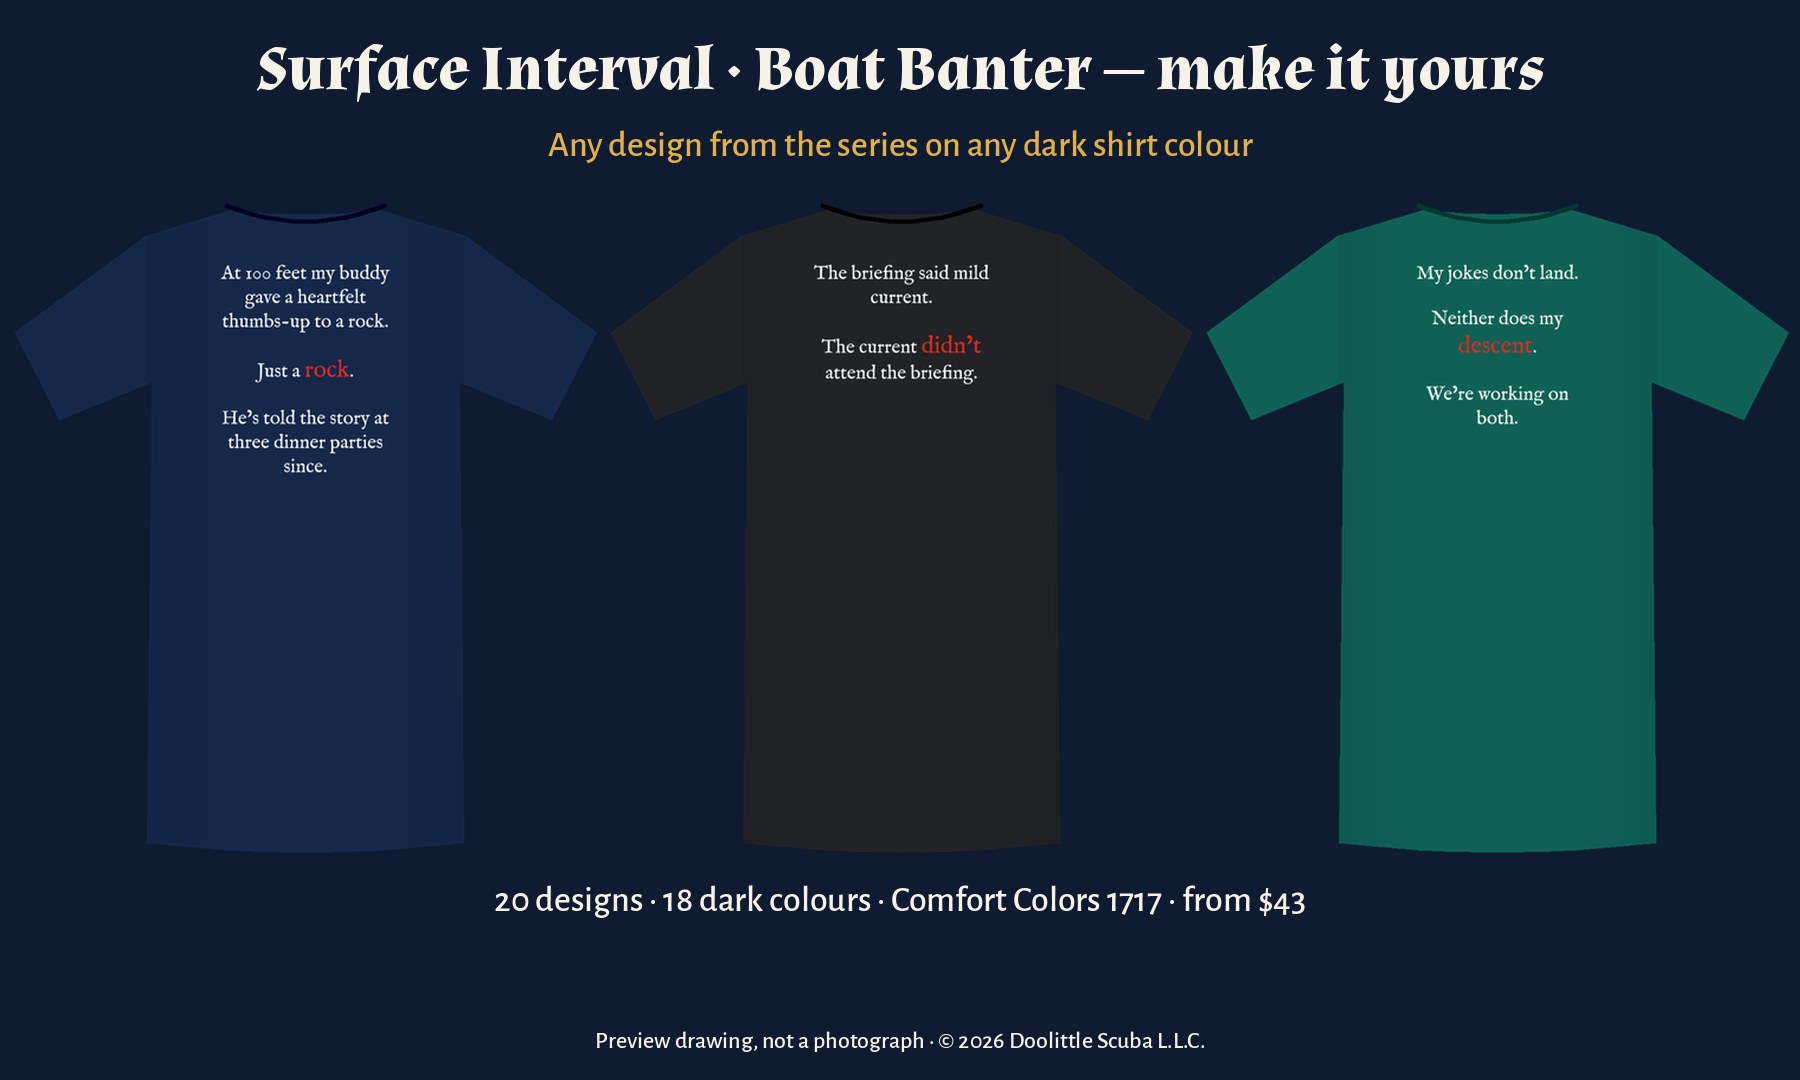 Surface Interval · Boat Banter — make it yours
Any design from the series on any dark shirt colour
At 100 feet my buddy
gave a heartfelt
thumbs-up to a rock.
Just a rock.
He's told the story at
three dinner parties
since.
The briefing said mild
current.
The current didn't
attend the briefing.
My jokes don't land.
Neither does my
descent.
We're working on
both.
20 designs · 18 dark colours · Comfort Colors 1717 · from $43
Preview drawing, not a photograph · © 2026 Doolittle Scuba L.L.C.